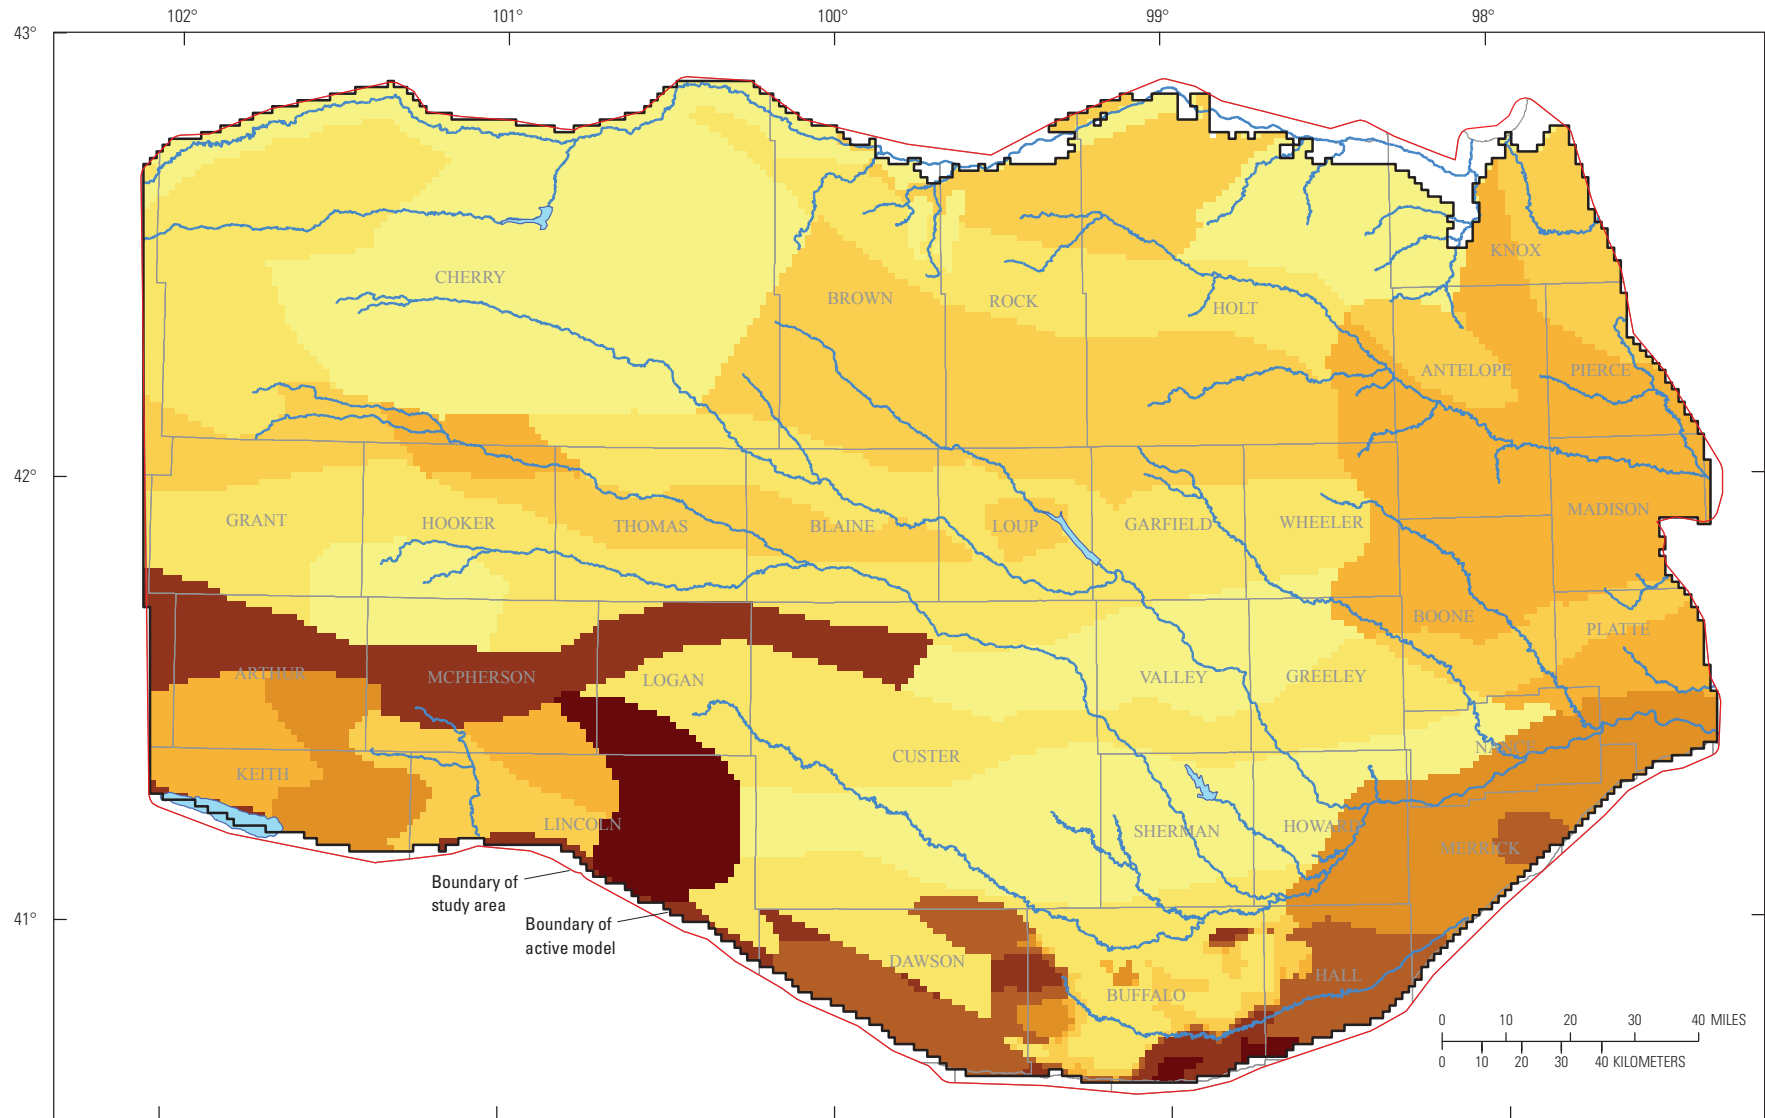 102°
101°
100°
99°
98°
43°
42°
41°
CHERRY
BROWN
ROCK
HOLT
KNOX
ANTELOPE
PIERCE
GRANT
HOOKER
THOMAS
BLAINE
LOUP
GARFIELD
WHEELER
MADISON
BOONE
PLATTE
ARTHUR
MCPHERSON
LOGAN
VALLEY
GREELEY
CUSTER
NANCE
KEITH
LINCOLN
SHERMAN
HOWARD
MERRICK
Boundary of
study area
Boundary of
active model
DAWSON
BUFFALO
HALL
0 10 20 30 40 MILES
0 10 20 30 40 KILOMETERS